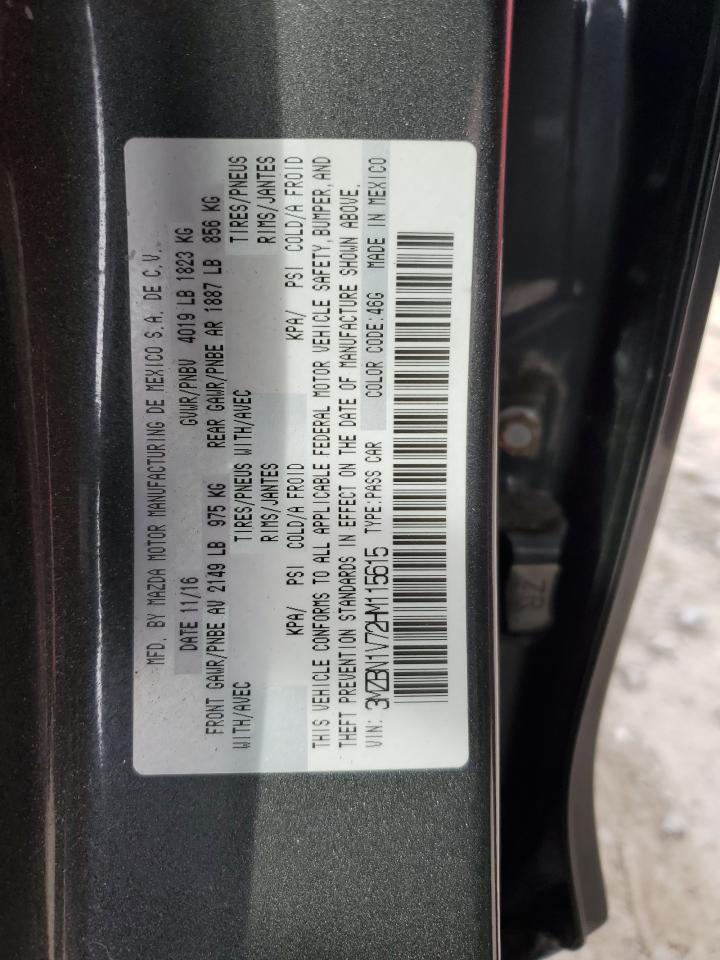 MFD. BY MAZDA MOTOR MANUFACTURING DE MEXICO S.A. DE C.V.
DATE 11/16 GVWR/PNBV 4019 LB 1823 KG
FRONT GAWR/PNBE AV 2149 LB 975 KG REAR GAWR/PNBE AR 1887 LB 856 KG
WITH/AVEC TIRES/PNEUS WITH/AVEC TIRES/PNEUS
RIMS/JANTES RIMS/JANTES
KPA/ PSI COLD/A FROID KPA/ PSI COLD/A FROID
THIS VEHICLE CONFORMS TO ALL APPLICABLE FEDERAL MOTOR VEHICLE SAFETY, BUMPER, AND
THEFT PREVENTION STANDARDS IN EFFECT ON THE DATE OF MANUFACTURE SHOWN ABOVE.
VIN: 3MZBN1V72HM115615 TYPE:PASS CAR COLOR CODE:46G MADE IN MEXICO
ZR